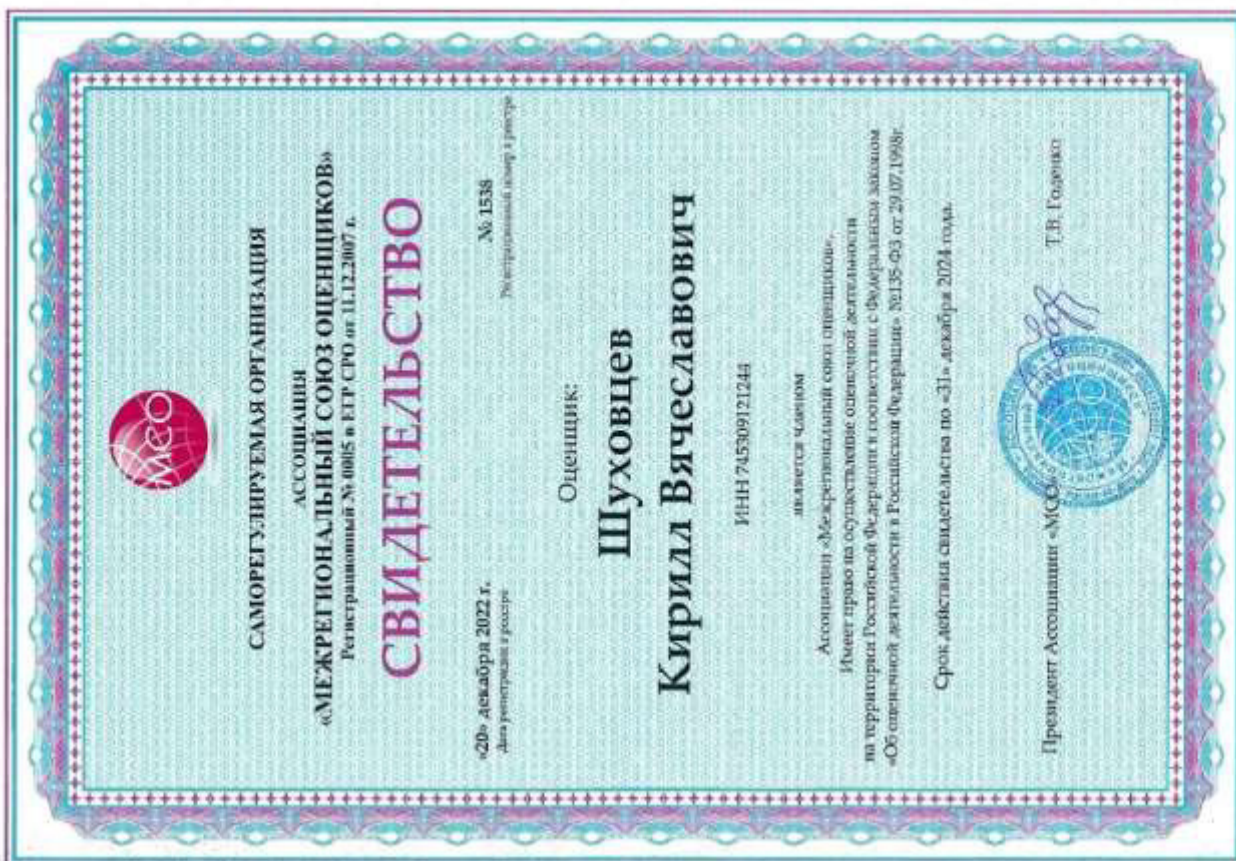 МСО
САМОРЕГУЛИРУЕМАЯ ОРГАНИЗАЦИЯ
АССОЦИАЦИЯ
«МЕЖРЕГИОНАЛЬНЫЙ СОЮЗ ОЦЕНЩИКОВ»
Регистрационный № 0005 в ЕГР СРО от 11.12.2007 г.
СВИДЕТЕЛЬСТВО
«20» декабря 2022 г. № 1538
Дата регистрации в реестре Регистрационный номер в реестре
Оценщик:
Шуховцев
Кирилл Вячеславович
ИНН 745309121244
является членом
Ассоциации «Межрегиональный союз оценщиков».
Имеет право на осуществление оценочной деятельности
на территории Российской Федерации в соответствии с Федеральным законом
«Об оценочной деятельности в Российской Федерации» №135-ФЗ от 29.07.1998г.
Срок действия свидетельства по «31» декабря 2024 года.
Президент Ассоциации «МСО» Т.В. Годенко